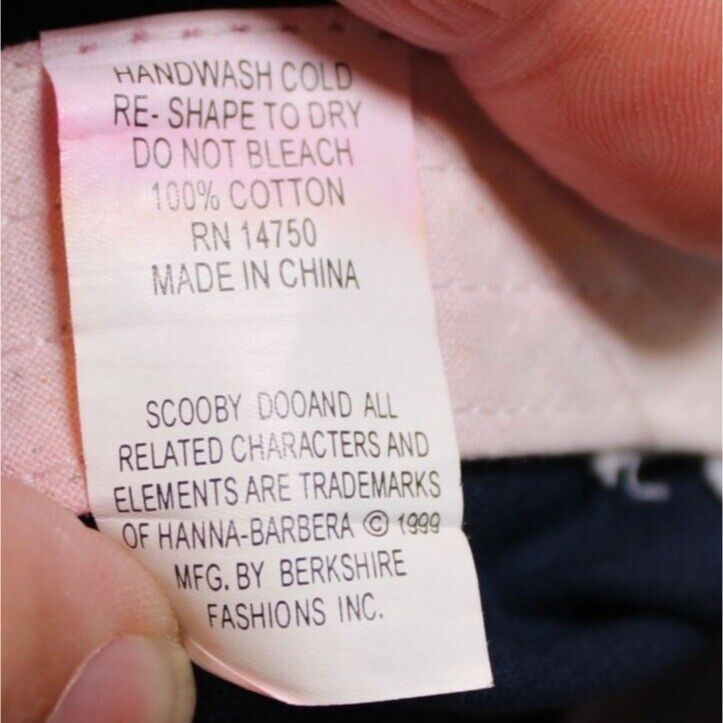 HANDWASH COLD
RE- SHAPE TO DRY
DO NOT BLEACH
100% COTTON
RN 14750
MADE IN CHINA
SCOOBY DOOAND ALL
RELATED CHARACTERS AND
ELEMENTS ARE TRADEMARKS
OF HANNA-BARBERA © 1999
MFG. BY BERKSHIRE
FASHIONS INC.